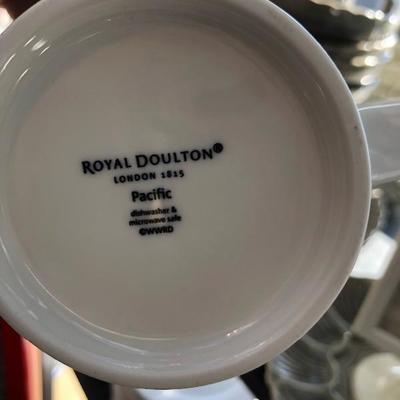 ROYAL DOULTON®
LONDON 1815
Pacific
dishwasher &
microwave safe
©WWRD